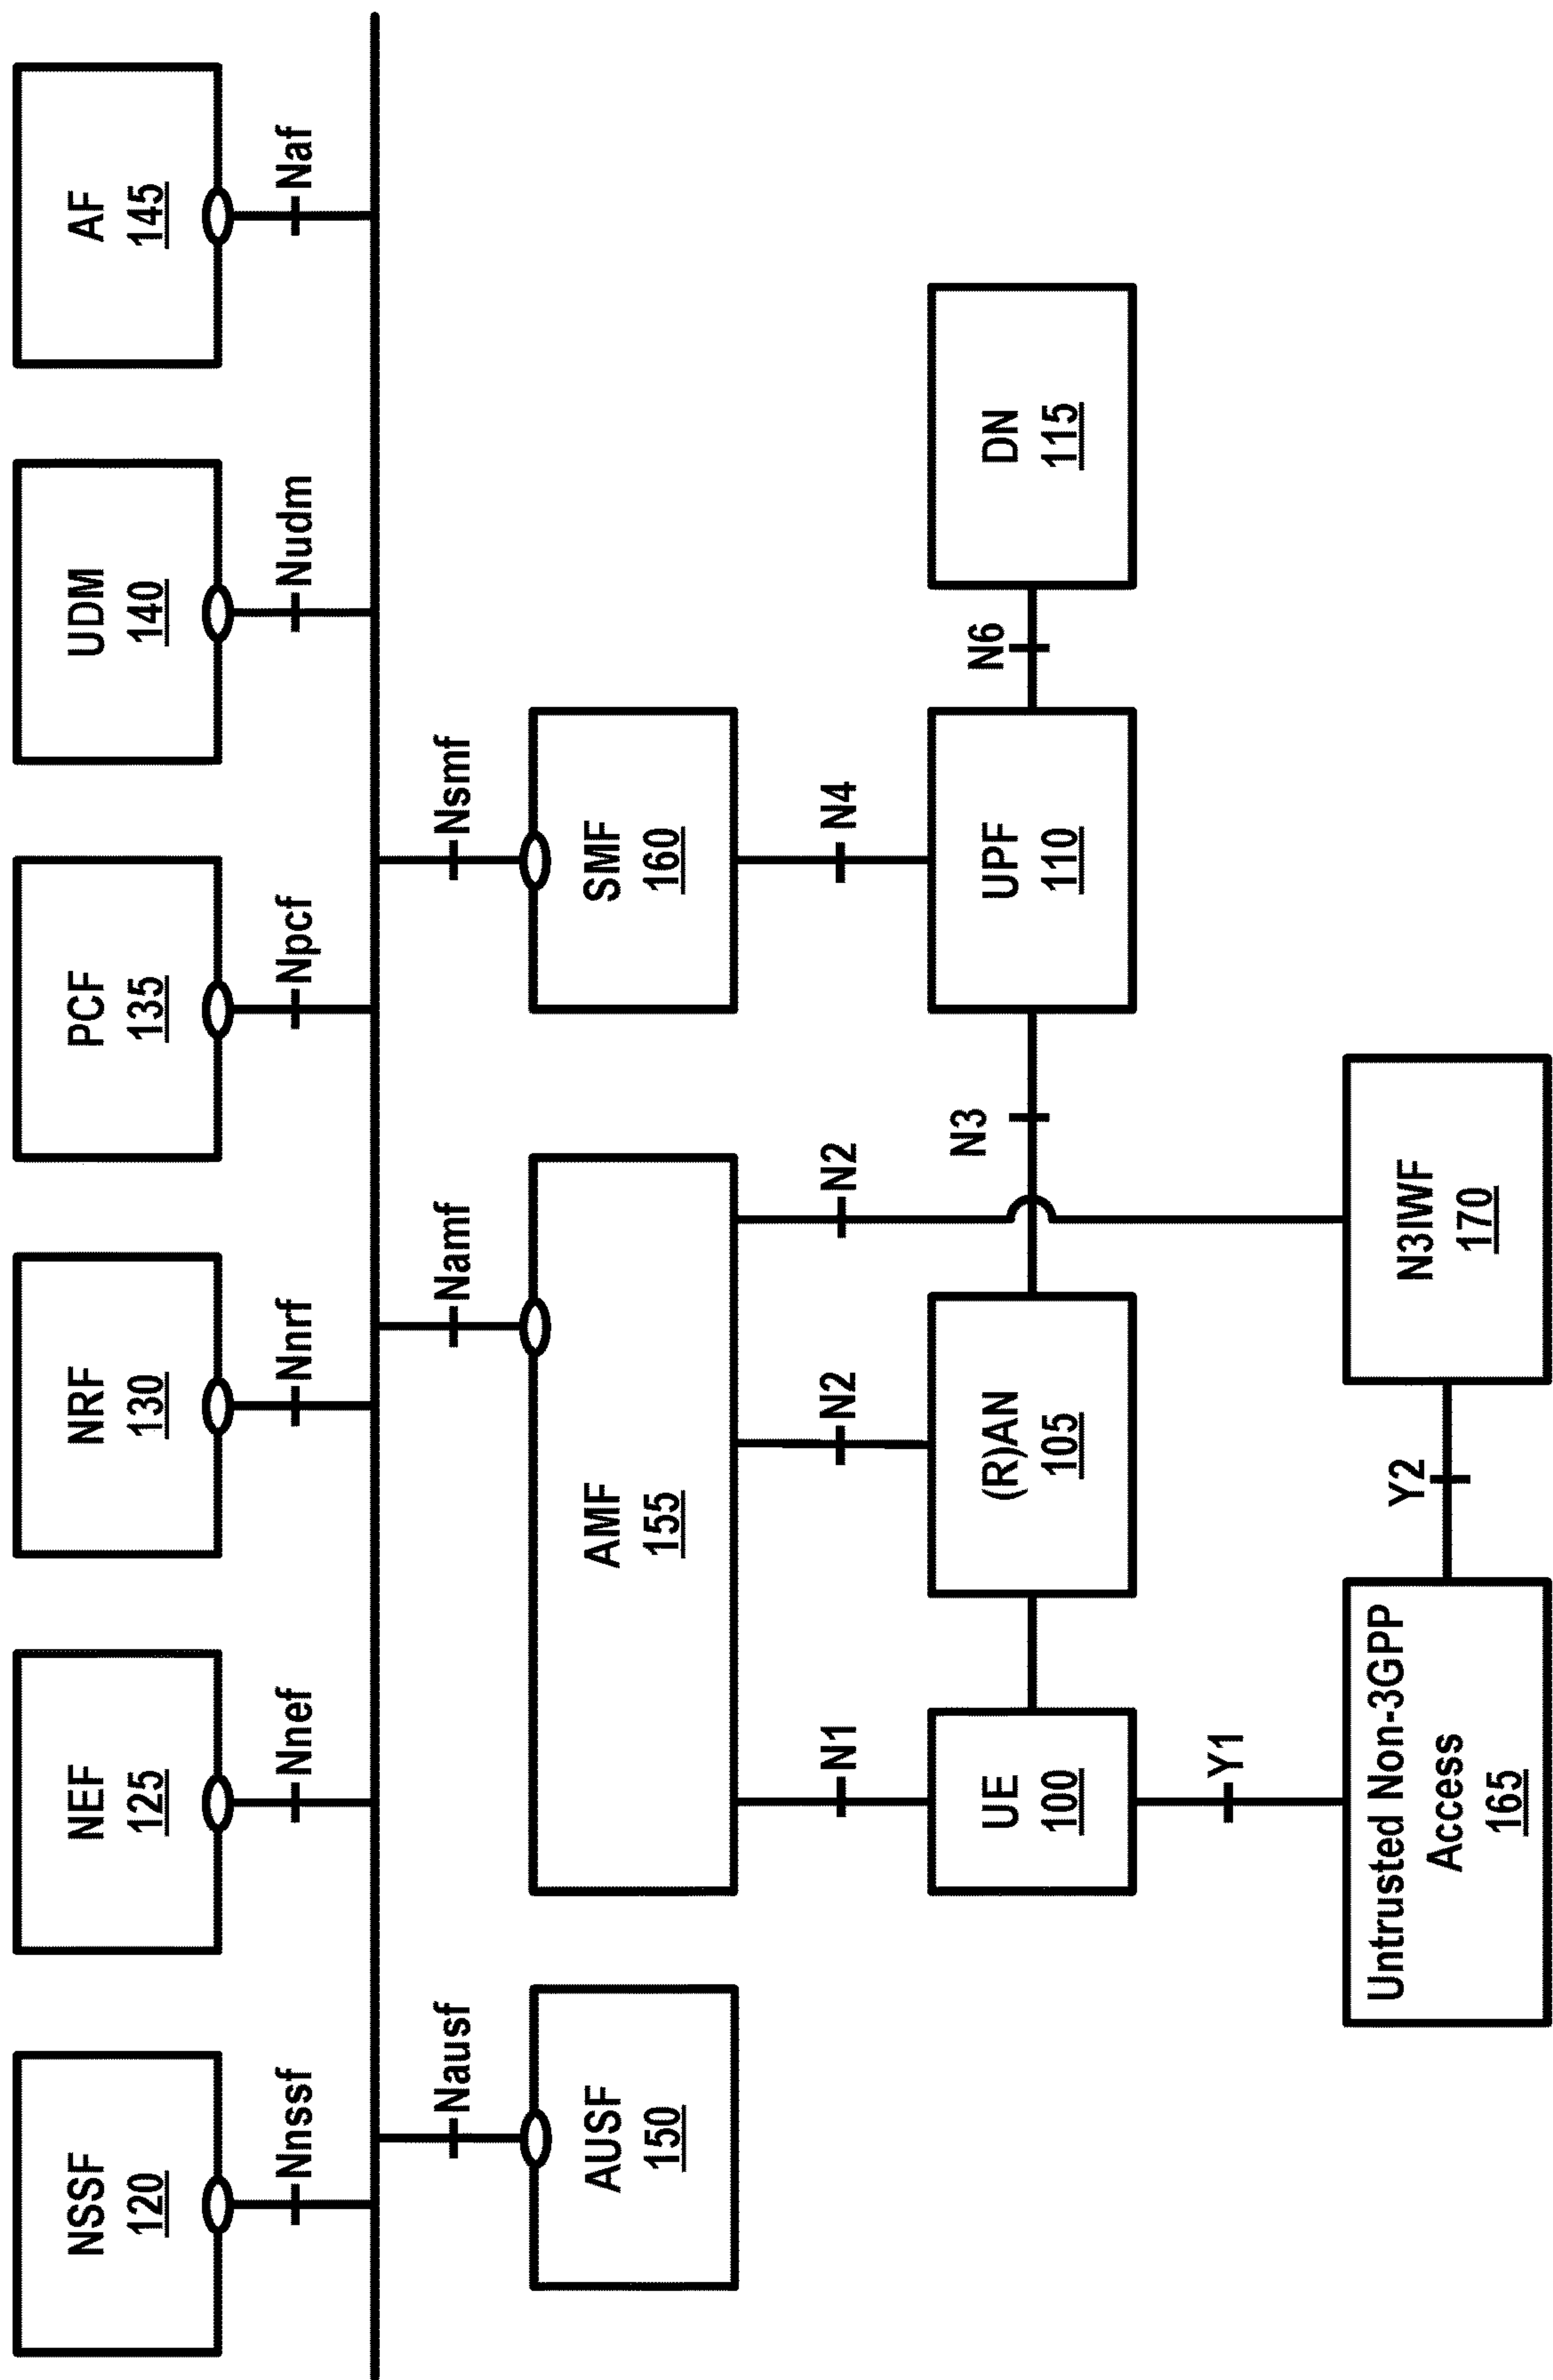 NSSF
120
NEF
125
NRF
130
PCF
135
UDM
140
AF
145
Nnssf
Nnef
Nnrf
Npcf
Nudm
Naf
Nausf
Namf
Nsmf
AUSF
150
AMF
155
SMF
160
N1
N2
N2
N4
UE
100
(R)AN
105
N3
UPF
110
N6
DN
115
Y1
Untrusted Non-3GPP
Access
165
Y2
N3IWF
170